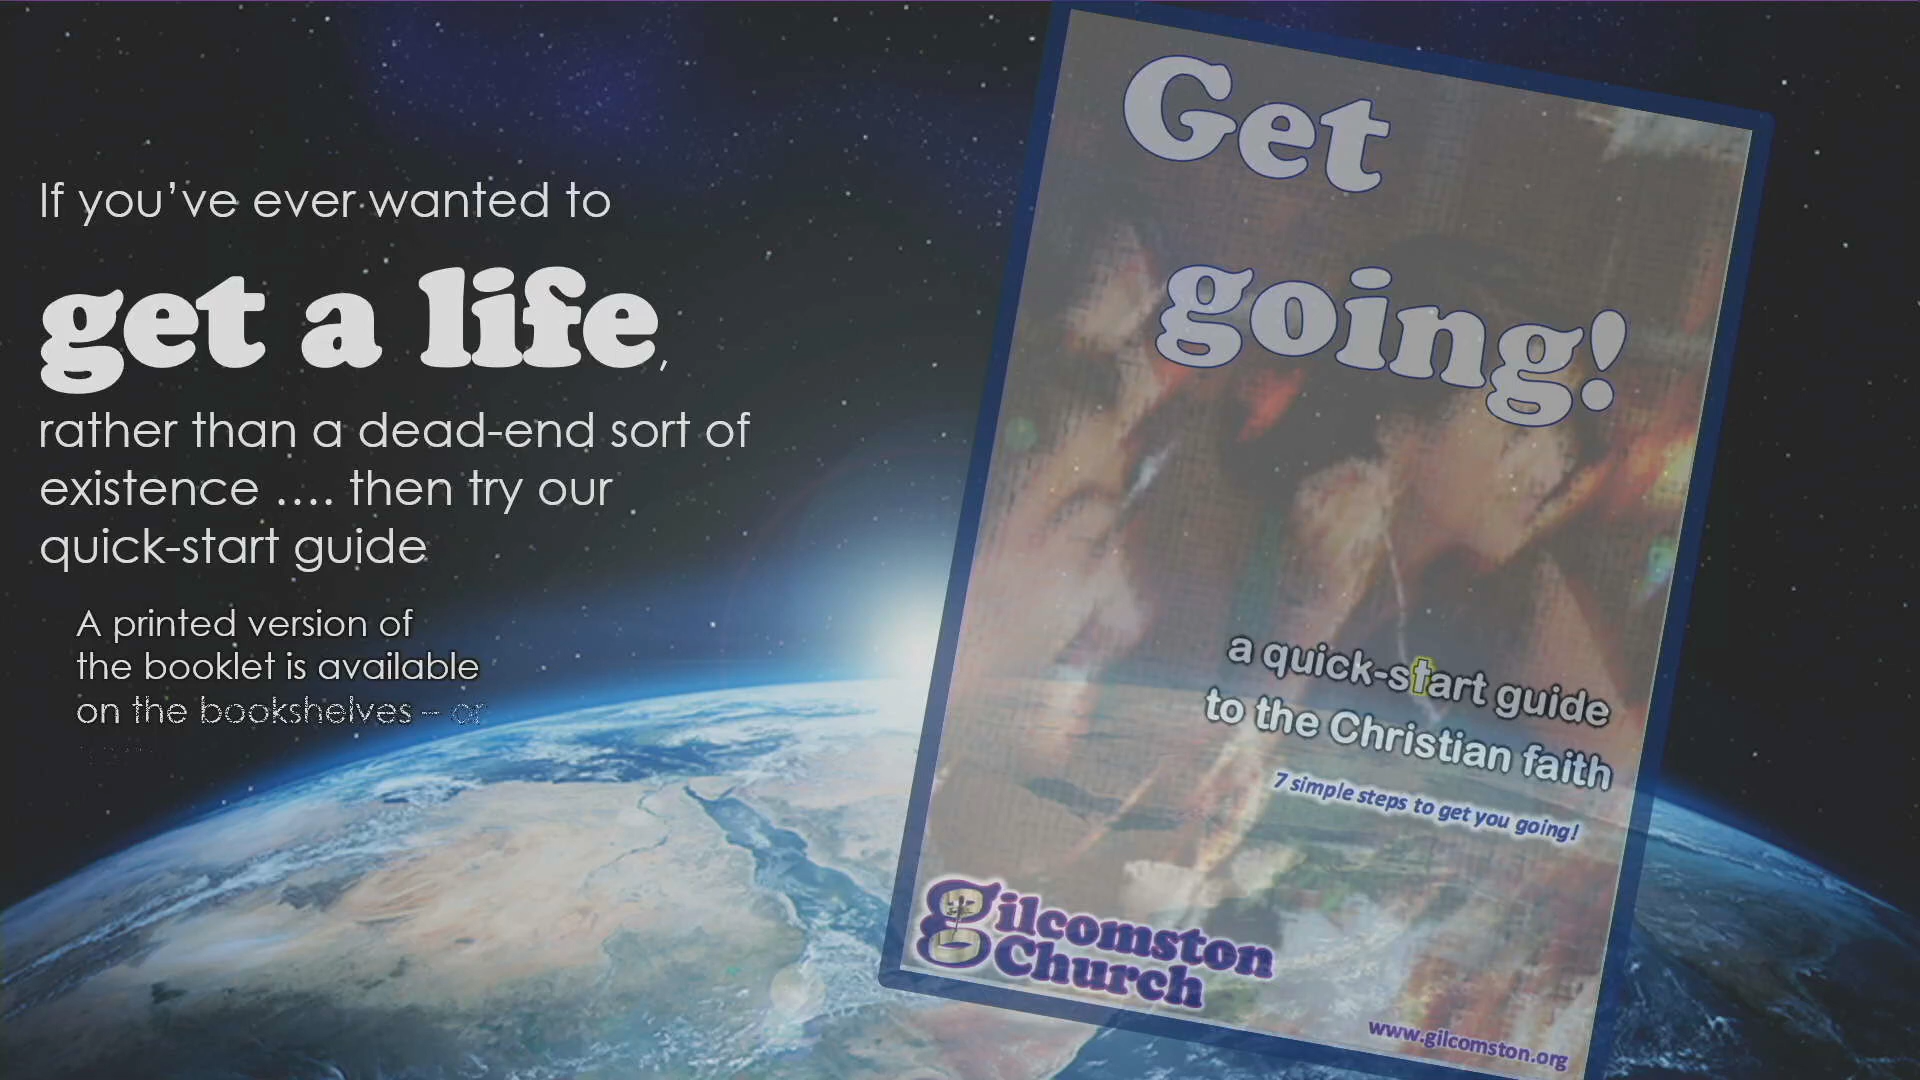 If you've ever wanted to
get a life,
rather than a dead-end sort of
existence .... then try our
quick-start guide
A printed version of
the booklet is available
on the bookshelves – or
Get
going!
a quick-start guide
to the Christian faith
7 simple steps to get you going!
gilcomston
Church
www.gilcomston.org